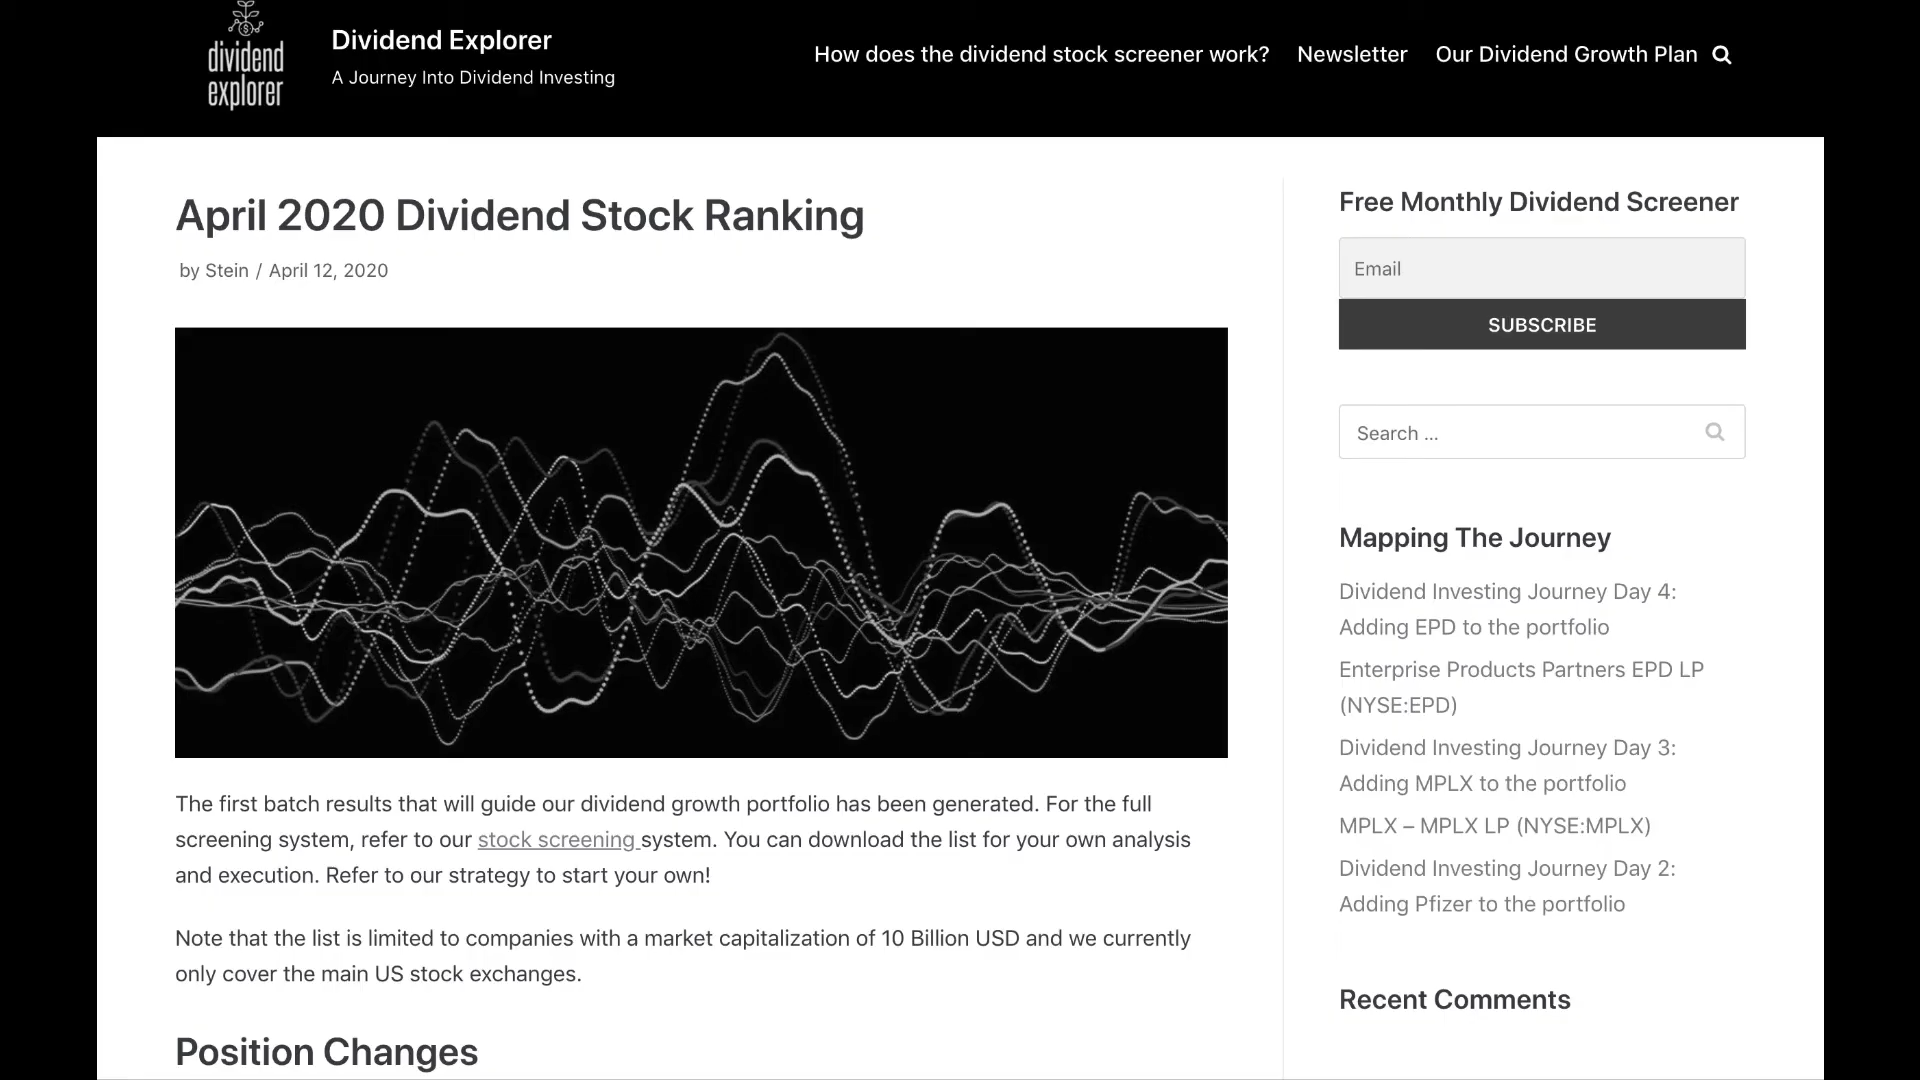 dividend
explorer
Dividend Explorer
A Journey Into Dividend Investing
How does the dividend stock screener work?
Newsletter
Our Dividend Growth Plan
April 2020 Dividend Stock Ranking
by Stein / April 12, 2020
The first batch results that will guide our dividend growth portfolio has been generated. For the full
screening system, refer to our stock screening system. You can download the list for your own analysis
and execution. Refer to our strategy to start your own!
Note that the list is limited to companies with a market capitalization of 10 Billion USD and we currently
only cover the main US stock exchanges.
Position Changes
Free Monthly Dividend Screener
Email
SUBSCRIBE
Search ...
Mapping The Journey
Dividend Investing Journey Day 4:
Adding EPD to the portfolio
Enterprise Products Partners EPD LP
(NYSE:EPD)
Dividend Investing Journey Day 3:
Adding MPLX to the portfolio
MPLX – MPLX LP (NYSE:MPLX)
Dividend Investing Journey Day 2:
Adding Pfizer to the portfolio
Recent Comments